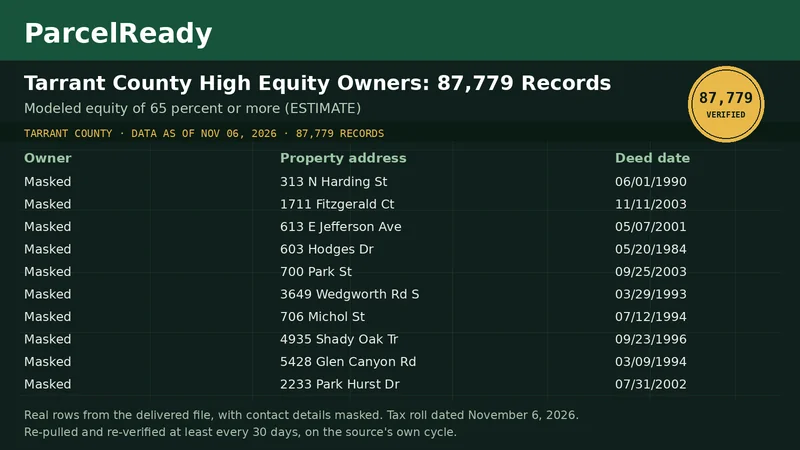 ParcelReady
Tarrant County High Equity Owners: 87,779 Records
Modeled equity of 65 percent or more (ESTIMATE)
87,779
VERIFIED
TARRANT COUNTY · DATA AS OF NOV 06, 2026 · 87,779 RECORDS
Owner Property address Deed date
Masked 313 N Harding St 06/01/1990
Masked 1711 Fitzgerald Ct 11/11/2003
Masked 613 E Jefferson Ave 05/07/2001
Masked 603 Hodges Dr 05/20/1984
Masked 700 Park St 09/25/2003
Masked 3649 Wedgworth Rd S 03/29/1993
Masked 706 Michol St 07/12/1994
Masked 4935 Shady Oak Tr 09/23/1996
Masked 5428 Glen Canyon Rd 03/09/1994
Masked 2233 Park Hurst Dr 07/31/2002
Real rows from the delivered file, with contact details masked. Tax roll dated November 6, 2026.
Re-pulled and re-verified at least every 30 days, on the source's own cycle.